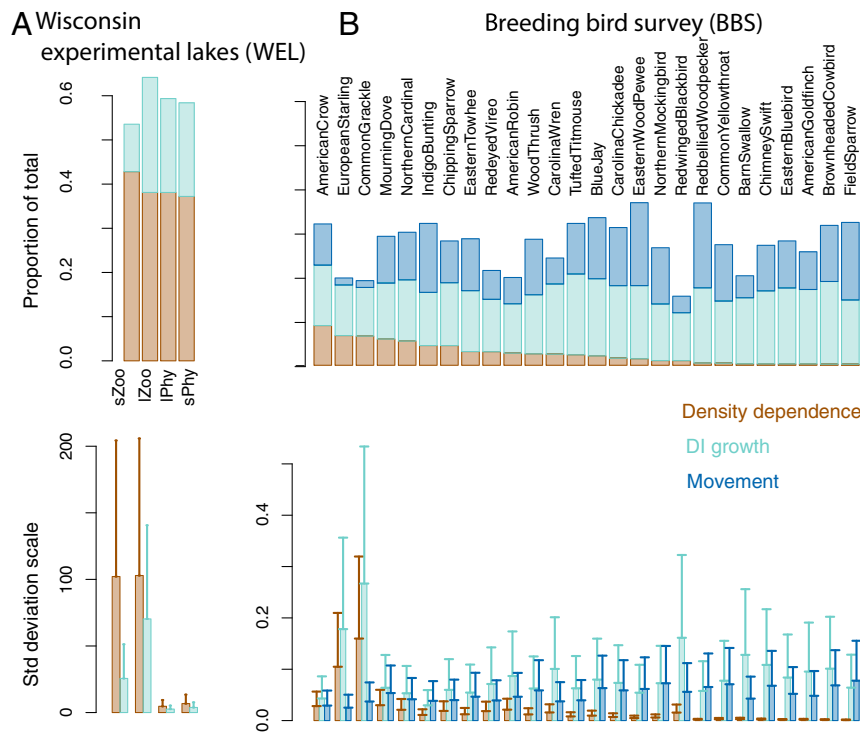 A Wisconsin
experimental lakes (WEL)
B Breeding bird survey (BBS)
Proportion of total
0.6
0.4
0.2
0.0
sZoo
lZoo
lPhy
sPhy
AmericanCrow
EuropeanStarling
CommonGrackle
MourningDove
NorthernCardinal
IndigoBunting
ChippingSparrow
EasternTowhee
RedeyedVireo
AmericanRobin
WoodThrush
CarolinaWren
TuftedTitmouse
BlueJay
CarolinaChickadee
EasternWoodPewee
NorthernMockingbird
RedwingedBlackbird
RedbelliedWoodpecker
CommonYellowthroat
BarnSwallow
ChimneySwift
EasternBluebird
AmericanGoldfinch
BrownheadedCowbird
FieldSparrow
Density dependence
DI growth
Movement
Std deviation scale
200
100
0
0.4
0.2
0.0